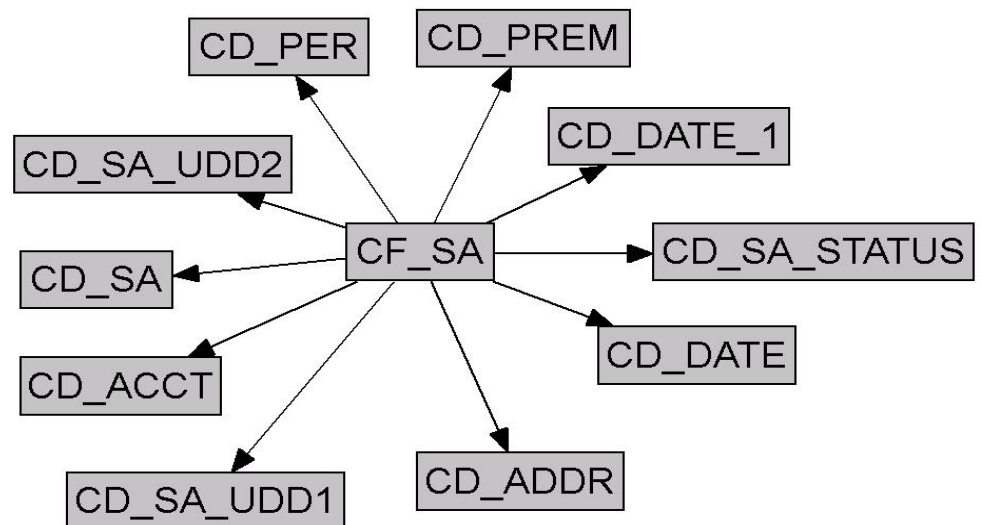 CD_PER
CD_PREM
CD_DATE_1
CD_SA_UDD2
CF_SA
CD_SA_STATUS
CD_SA
CD_DATE
CD_ACCT
CD_ADDR
CD_SA_UDD1